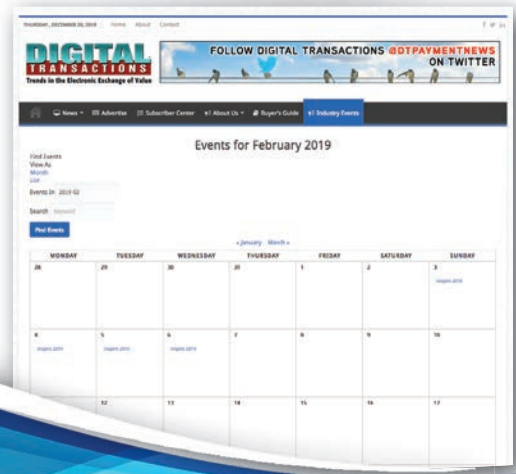 THURSDAY, DECEMBER 20, 2018 Home About Contact
DIGITAL
TRANSACTIONS
Trends in the Electronic Exchange of Value
FOLLOW DIGITAL TRANSACTIONS @DTPAYMENTNEWS
ON TWITTER
News Advertise Subscriber Center About Us Buyer's Guide Industry Events
Events for February 2019
Find Events
View As
Month
List
Events In 2019-02
Search Keyword
Find Events
« January March »
MONDAY TUESDAY WEDNESDAY THURSDAY FRIDAY SATURDAY SUNDAY
28 29 30 31 1 2 3
4 5 6 7 8 9 10
12 13 14 15 16 17